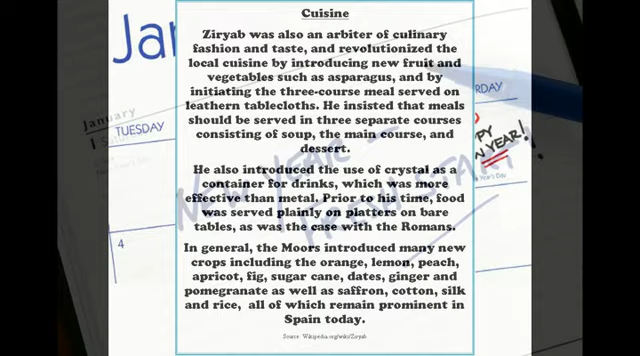 Cuisine
Ziryab was also an arbiter of culinary
fashion and taste, and revolutionized the
local cuisine by introducing new fruit and
vegetables such as asparagus, and by
initiating the three-course meal served on
leathern tablecloths. He insisted that meals
should be served in three separate courses
consisting of soup, the main course, and
dessert.
He also introduced the use of crystal as a
container for drinks, which was more
effective than metal. Prior to his time, food
was served plainly on platters on bare
tables, as was the case with the Romans.
In general, the Moors introduced many new
crops including the orange, lemon, peach,
apricot, fig, sugar cane, dates, ginger and
pomegranate as well as saffron, cotton, silk
and rice, all of which remain prominent in
Spain today.
Source Wikipedia.org/wiki/Ziryab
Jan
January
1
TUESDAY
4
RDAY
PY
YEAR!
Year's Day
NEW YEAR -
FRESH START